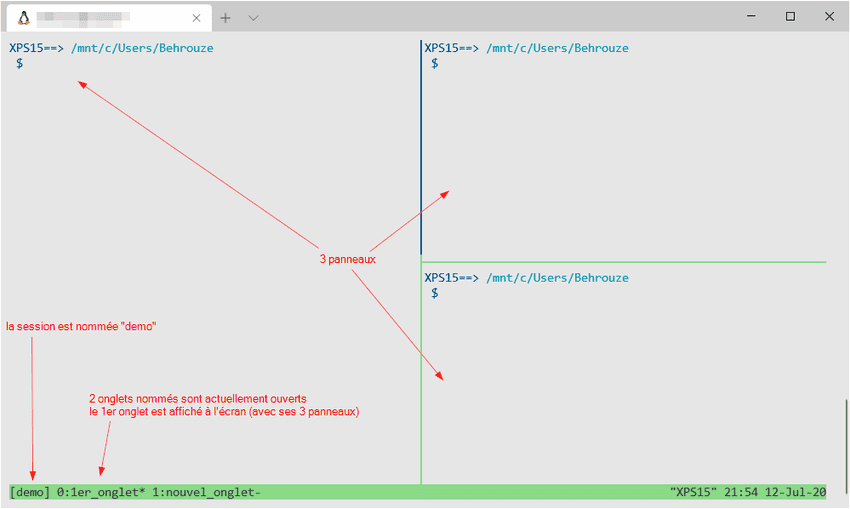 XPS15==> /mnt/c/Users/Behrouze
$
XPS15==> /mnt/c/Users/Behrouze
$
3 panneaux
XPS15==> /mnt/c/Users/Behrouze
$
la session est nommée "demo"
2 onglets nommés sont actuellement ouverts
le 1er onglet est affiché à l'écran (avec ses 3 panneaux)
[demo] 0:1er_onglet* 1:nouvel_onglet-
"XPS15" 21:54 12-Jul-20